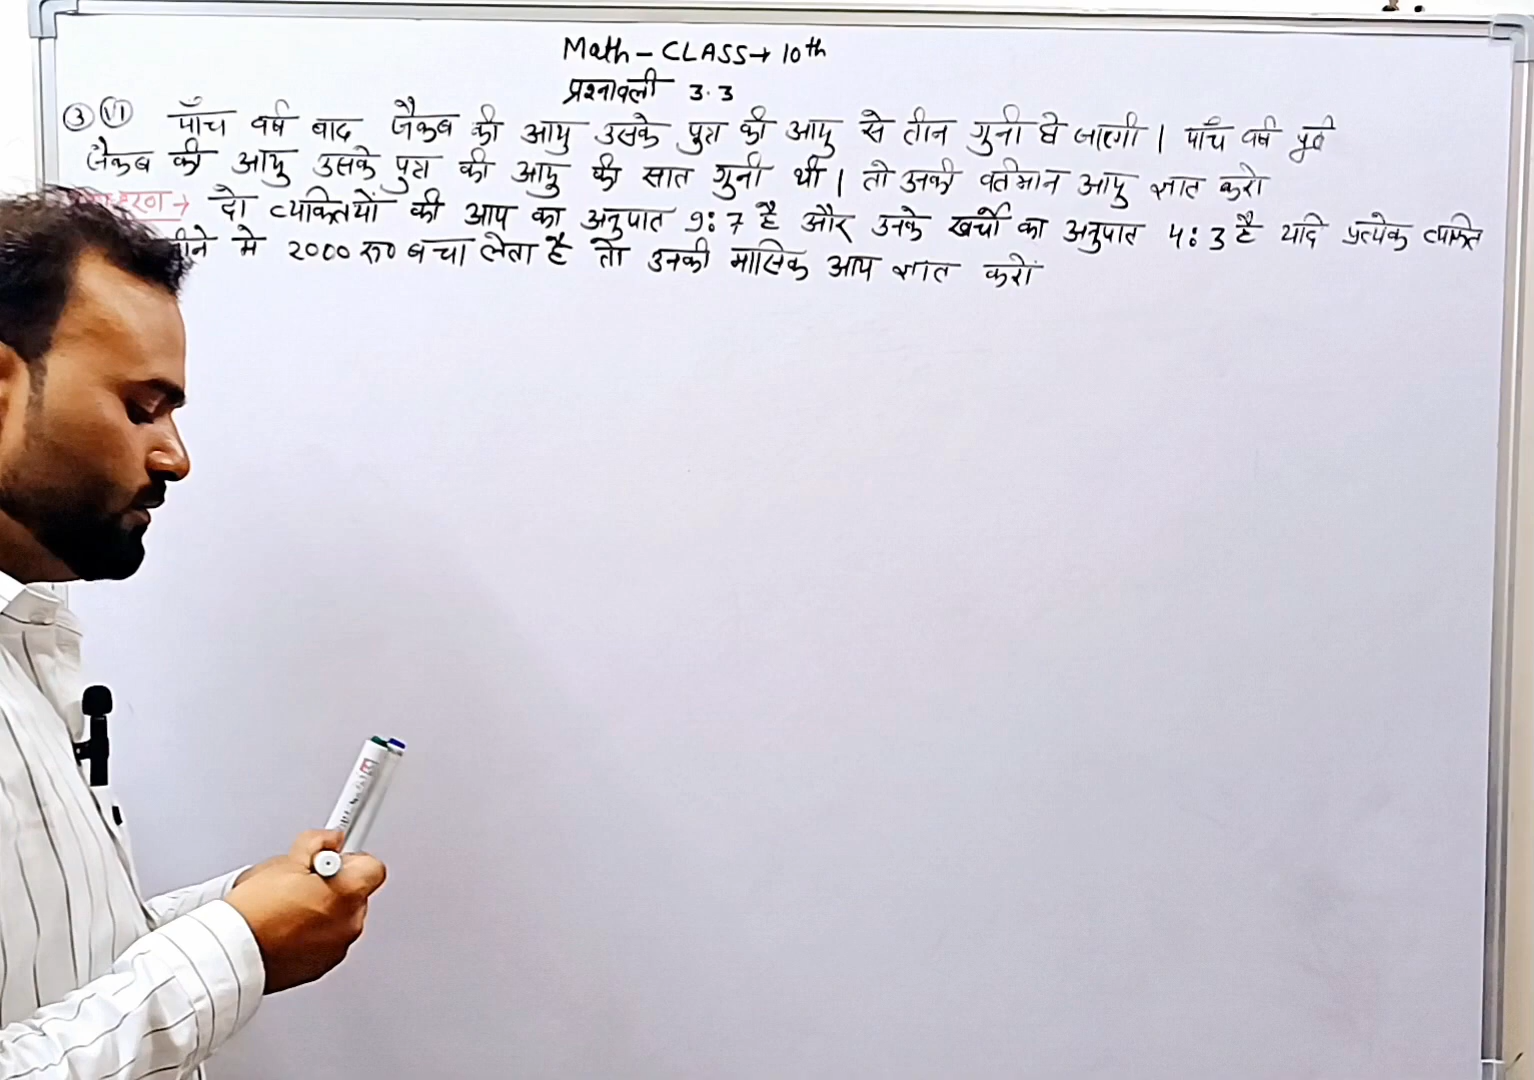 Math - CLASS → 10th
प्रश्नावली 3.3
③ (VI) पाँच वर्ष बाद जैकब की आयु उसके पुत्र की आयु से तीन गुनी हो जाएगी । पाँच वर्ष पूर्व
जैकब की आयु उसके पुत्र की आयु की सात गुनी थी । तो उनकी वर्तमान आयु ज्ञात करो
दो व्यक्तियों की आय का अनुपात 9:7 है और उनके खर्चों का अनुपात 4:3 है यदि प्रत्येक व्यक्ति
मे 2000 रू० बचा लेता है तो उनकी मासिक आय ज्ञात करों